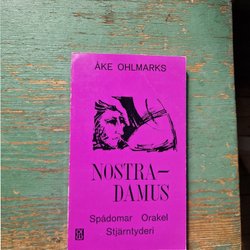 ÅKE OHLMARKS
NOSTRA–
DAMUS
Spådomar Orakel
Stjärntyderi